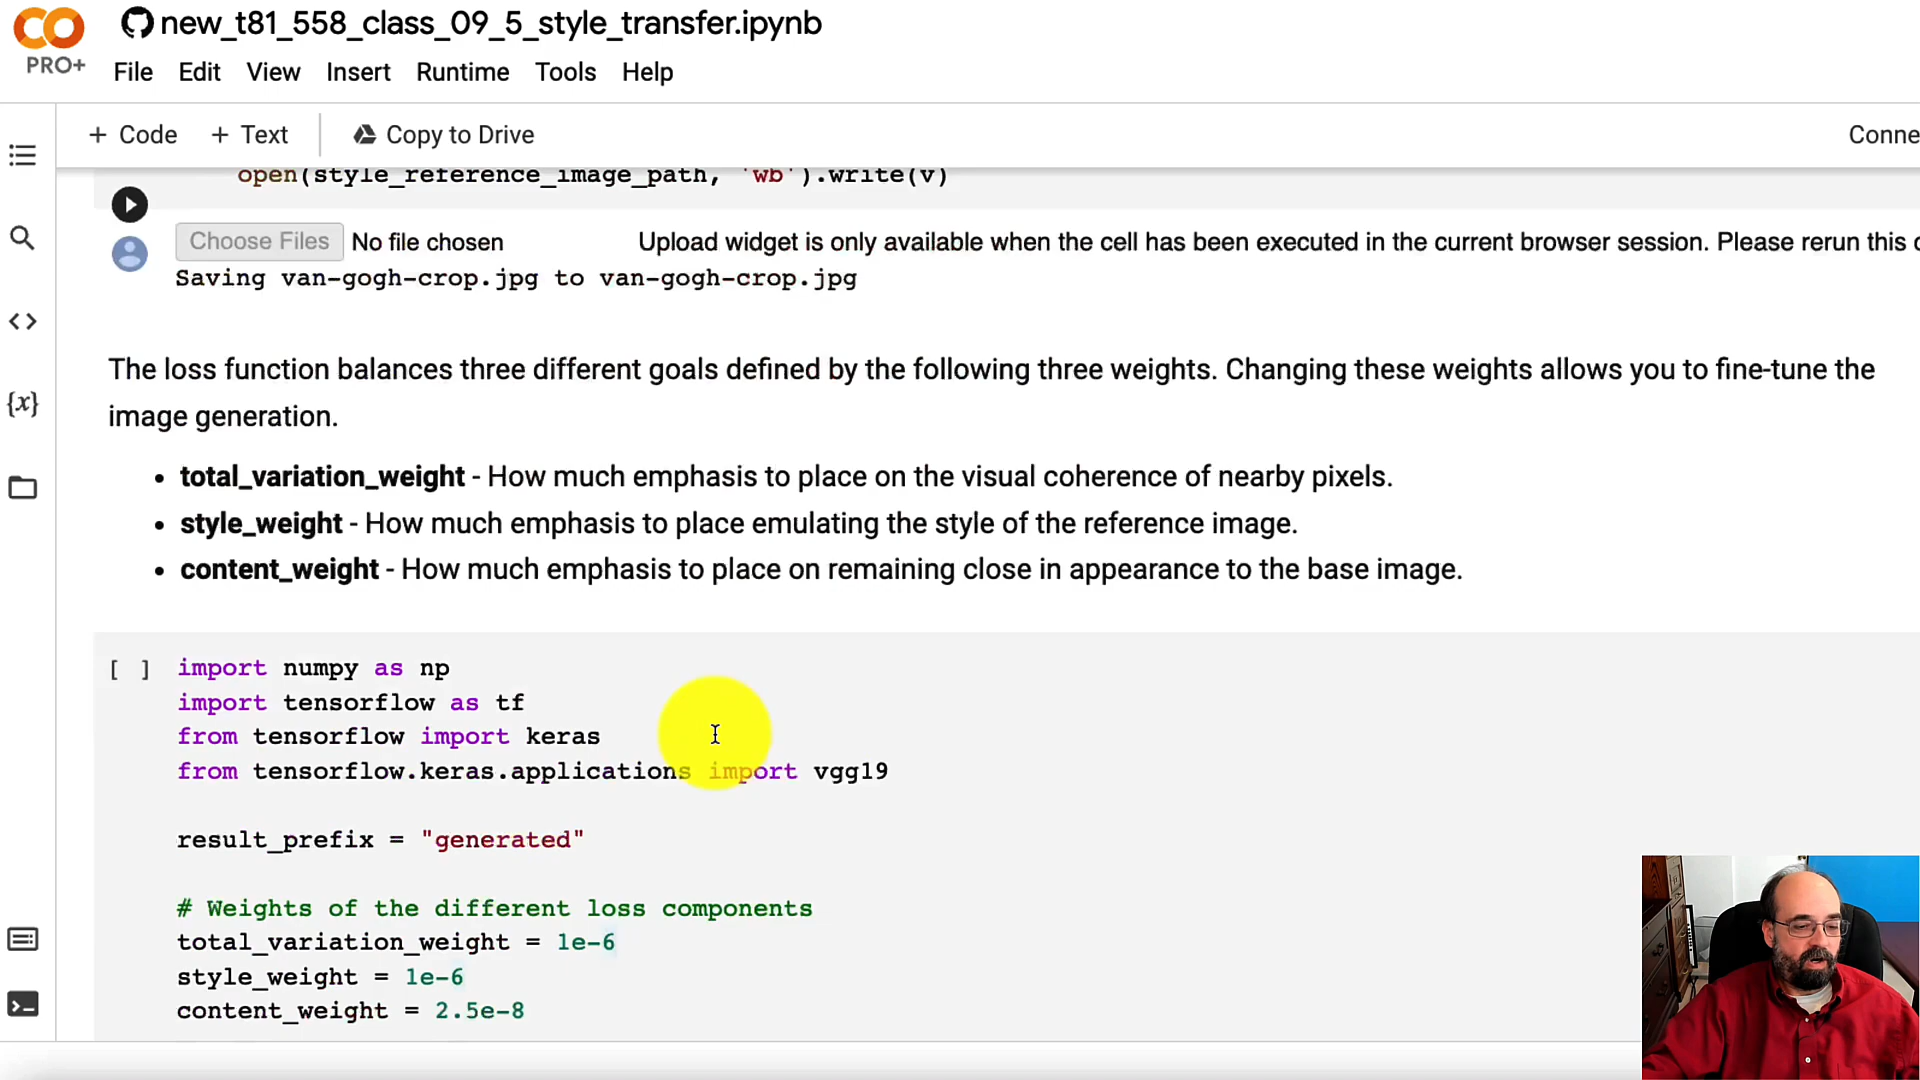 new_t81_558_class_09_5_style_transfer.ipynb
PRO+
File Edit View Insert Runtime Tools Help
+ Code + Text Copy to Drive Conne
open(style_reference_image_path, 'wb').write(v)
Choose Files No file chosen Upload widget is only available when the cell has been executed in the current browser session. Please rerun this c
Saving van-gogh-crop.jpg to van-gogh-crop.jpg
The loss function balances three different goals defined by the following three weights. Changing these weights allows you to fine-tune the
image generation.
• total_variation_weight - How much emphasis to place on the visual coherence of nearby pixels.
• style_weight - How much emphasis to place emulating the style of the reference image.
• content_weight - How much emphasis to place on remaining close in appearance to the base image.
[ ] import numpy as np
import tensorflow as tf
from tensorflow import keras
from tensorflow.keras.applications import vgg19
result_prefix = "generated"
# Weights of the different loss components
total_variation_weight = 1e-6
style_weight = 1e-6
content_weight = 2.5e-8